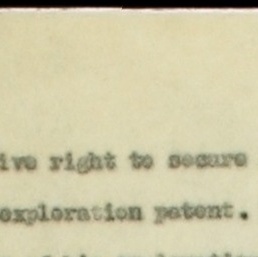 ive right to secure
exploration patent.